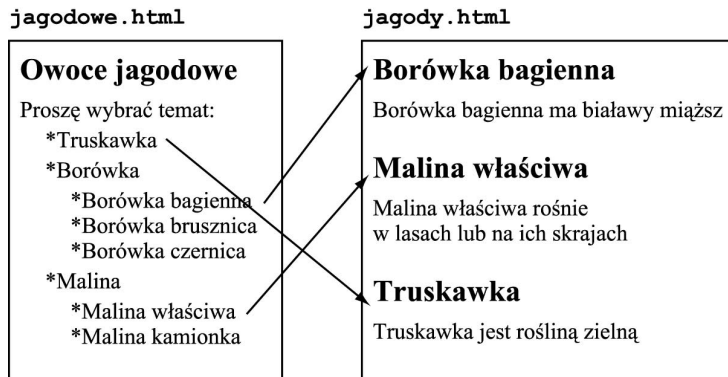 jagodowe.html
Owoce jagodowe
Proszę wybrać temat:
*Truskawka
*Borówka
*Borówka bagienna
*Borówka brusznica
*Borówka czernica
*Malina
*Malina właściwa
*Malina kamionka
jagody.html
Borówka bagienna
Borówka bagienna ma białawy miąższ
Malina właściwa
Malina właściwa rośnie
w lasach lub na ich skrajach
Truskawka
Truskawka jest rośliną zielną